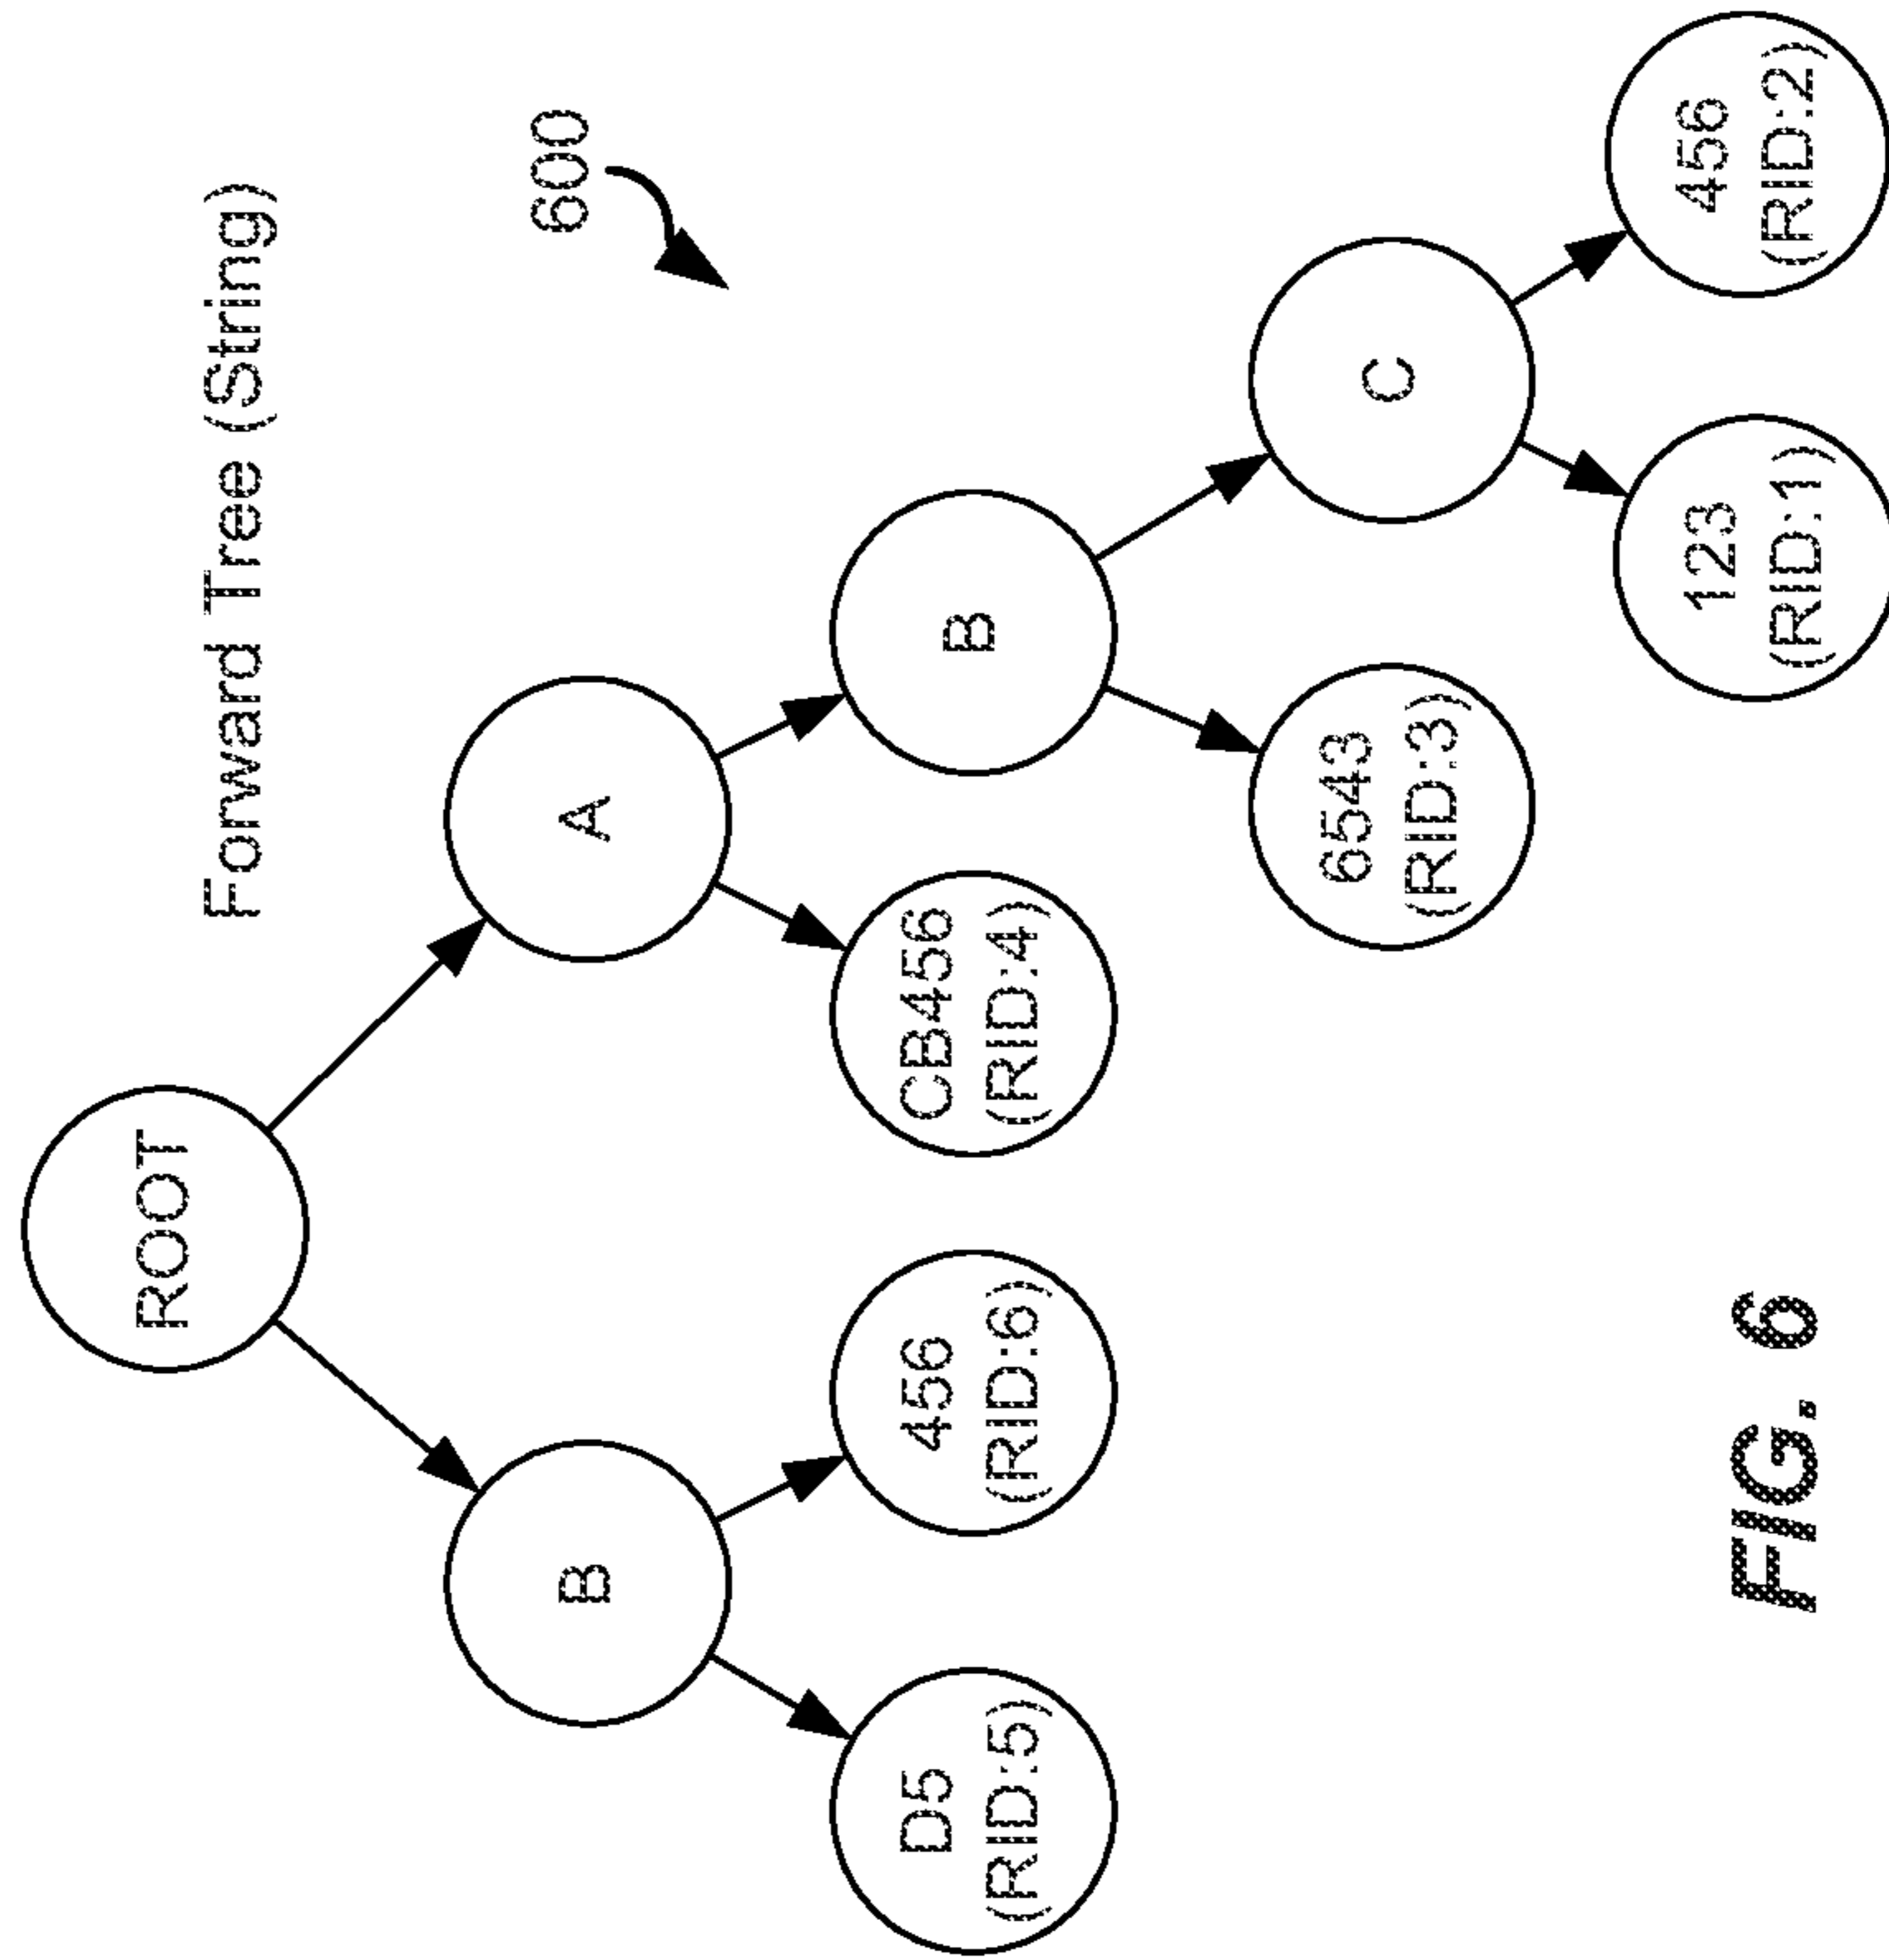 ROOT
Forward Tree (String)
600
B
A
D5
(RID:5)
456
(RID:6)
CB456
(RID:4)
B
6543
(RID:3)
C
123
(RID:1)
456
(RID:2)
FIG. 6